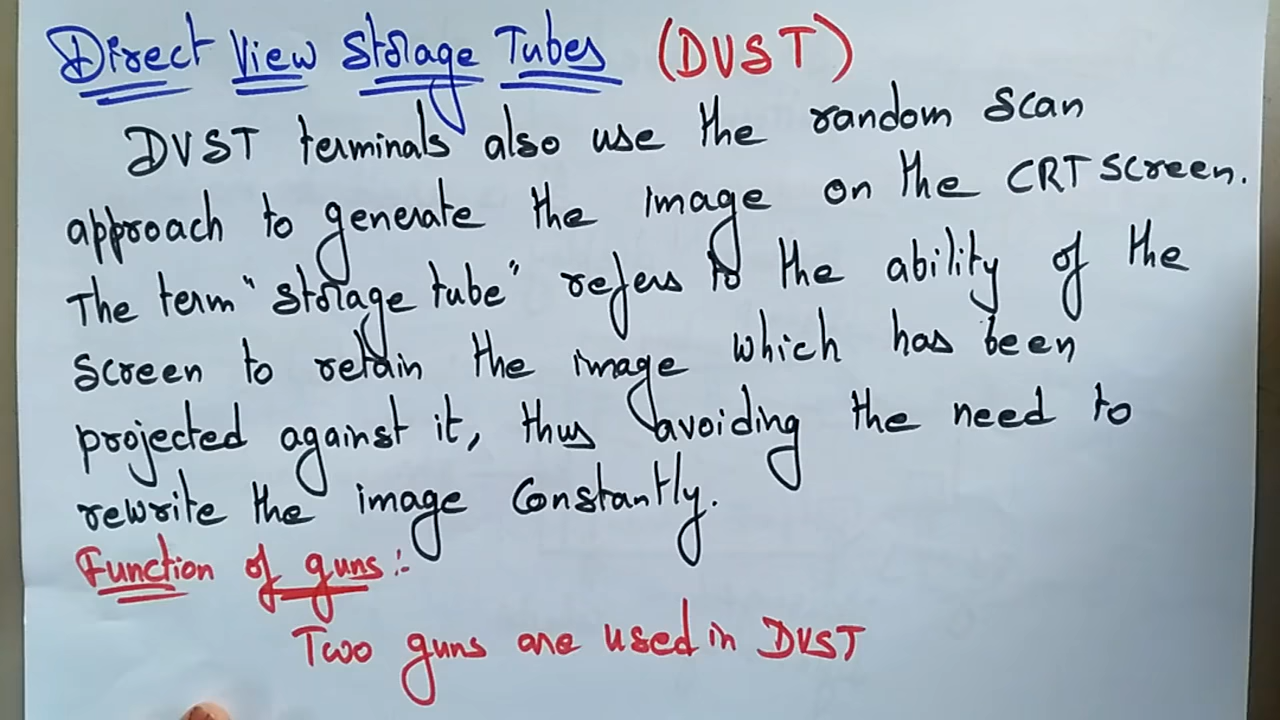 Direct View Storage Tubes (DVST)
DVST terminals also use the random scan
approach to generate the image on the CRT screen.
The term "storage tube" refers to the ability of the
screen to retain the image which has been
projected against it, thus avoiding the need to
rewrite the image constantly.
Function of guns:-
Two guns are used in DVST